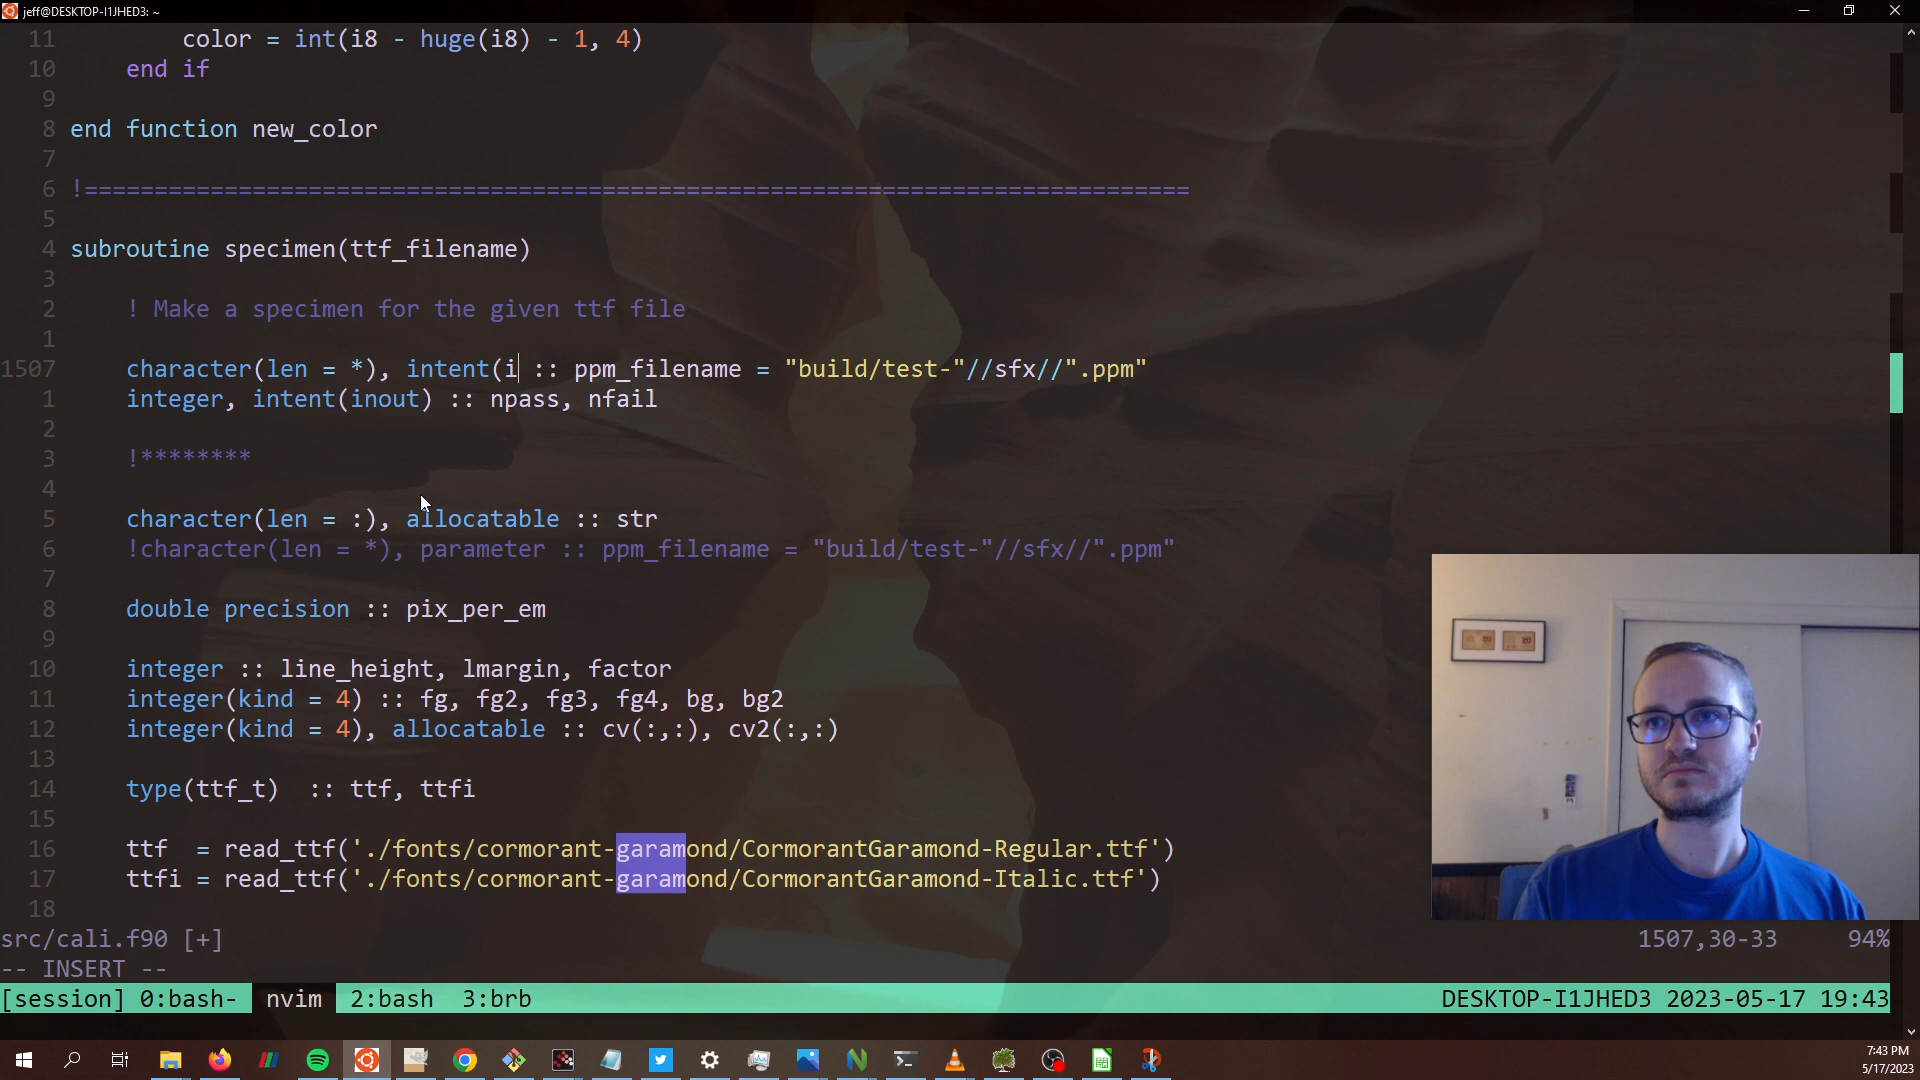 jeff@DESKTOP-I1JHED3: ~
11         color = int(i8 - huge(i8) - 1, 4)
10     end if
9
8 end function new_color
7
6 !===============================================================================
5
4 subroutine specimen(ttf_filename)
3
2     ! Make a specimen for the given ttf file
1
1507     character(len = *), intent(i :: ppm_filename = "build/test-"//sfx//".ppm"
1     integer, intent(inout) :: npass, nfail
2
3     !********
4
5     character(len = :), allocatable :: str
6     !character(len = *), parameter :: ppm_filename = "build/test-"//sfx//".ppm"
7
8     double precision :: pix_per_em
9
10     integer :: line_height, lmargin, factor
11     integer(kind = 4) :: fg, fg2, fg3, fg4, bg, bg2
12     integer(kind = 4), allocatable :: cv(:,:), cv2(:,:)
13
14     type(ttf_t)  :: ttf, ttfi
15
16     ttf  = read_ttf('./fonts/cormorant-garamond/CormorantGaramond-Regular.ttf')
17     ttfi = read_ttf('./fonts/cormorant-garamond/CormorantGaramond-Italic.ttf')
18
src/cali.f90 [+] 1507,30-33 94%
-- INSERT --
[session] 0:bash- nvim 2:bash 3:brb DESKTOP-I1JHED3 2023-05-17 19:43
7:43 PM
5/17/2023